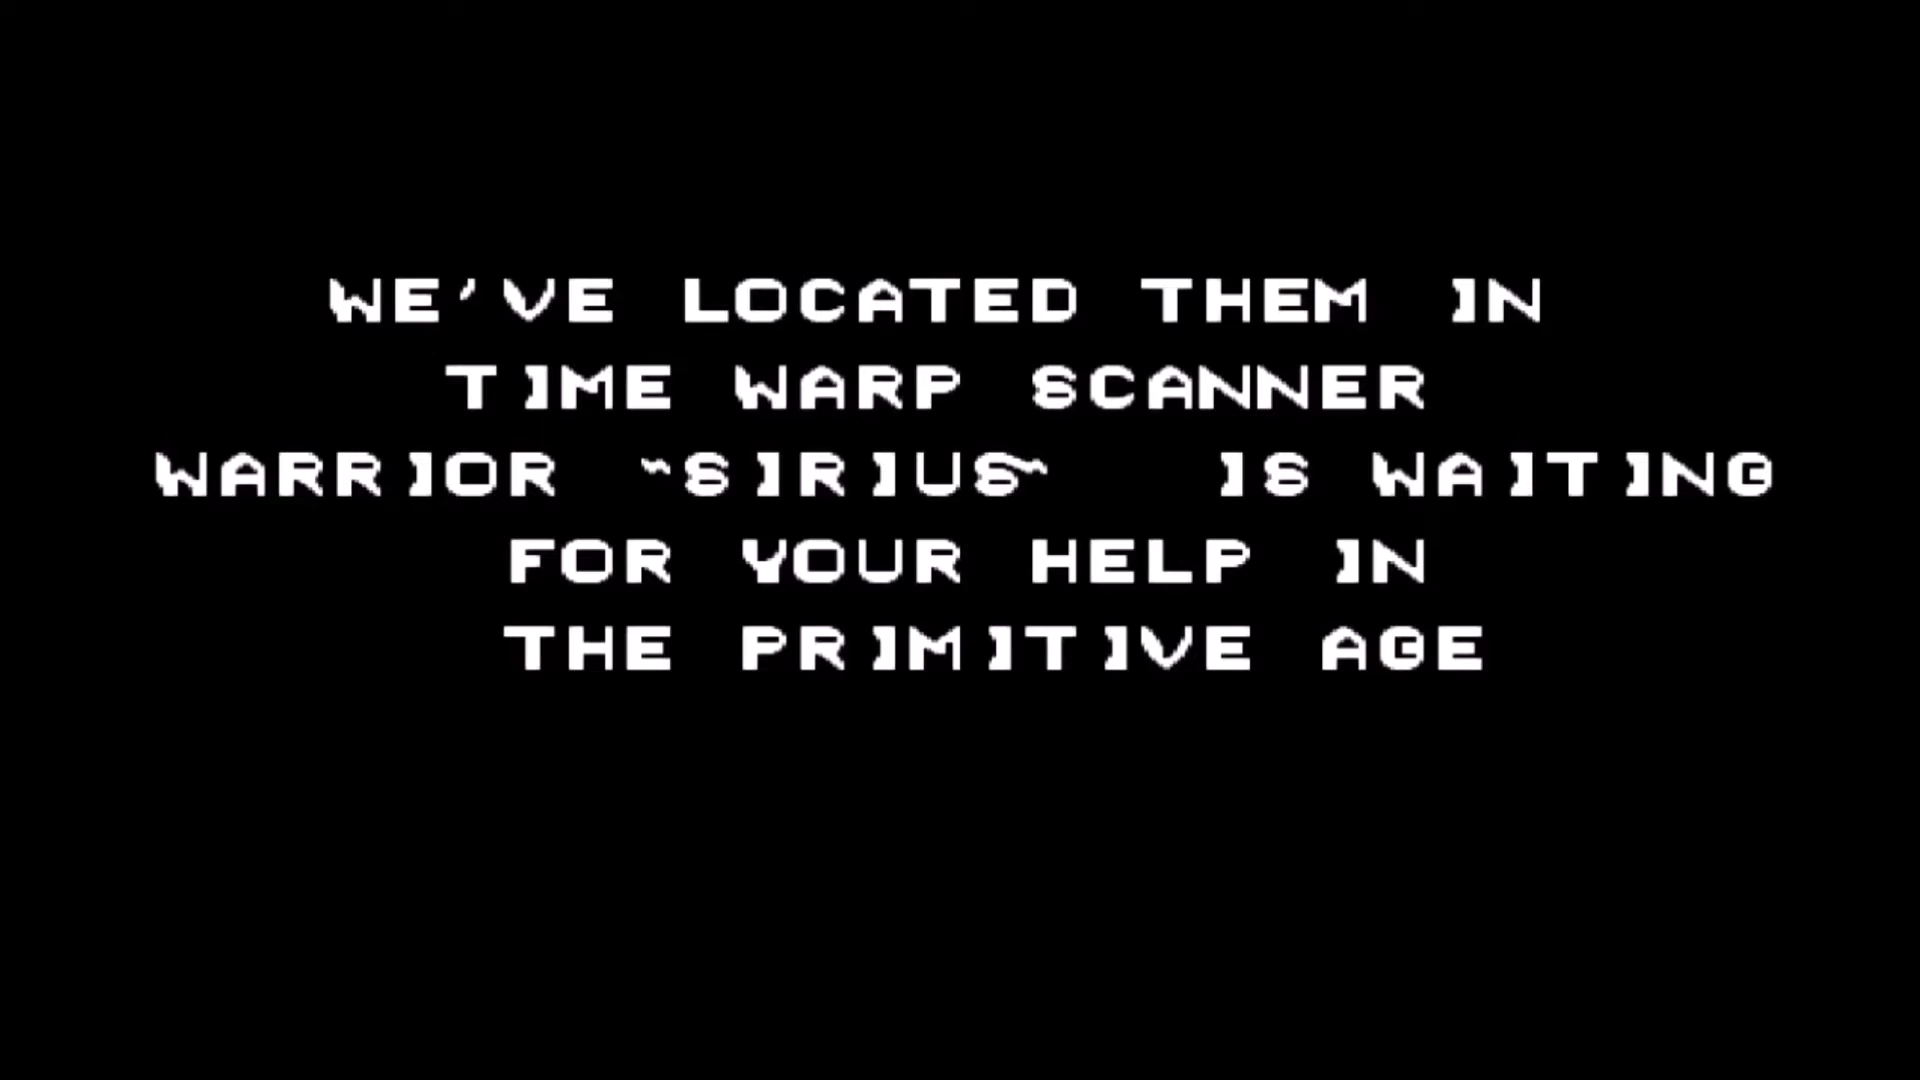 WE'VE LOCATED THEM IN
TIME WARP SCANNER
WARRIOR ~SIRIUS~ IS WAITING
FOR YOUR HELP IN
THE PRIMITIVE AGE